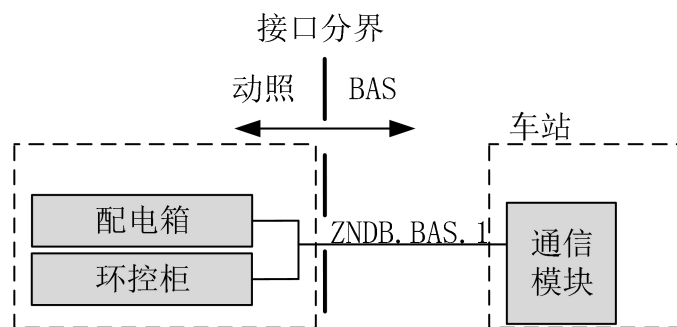 接口分界
动照 BAS
车站
配电箱
ZNDB.BAS.1
通信
模块
环控柜